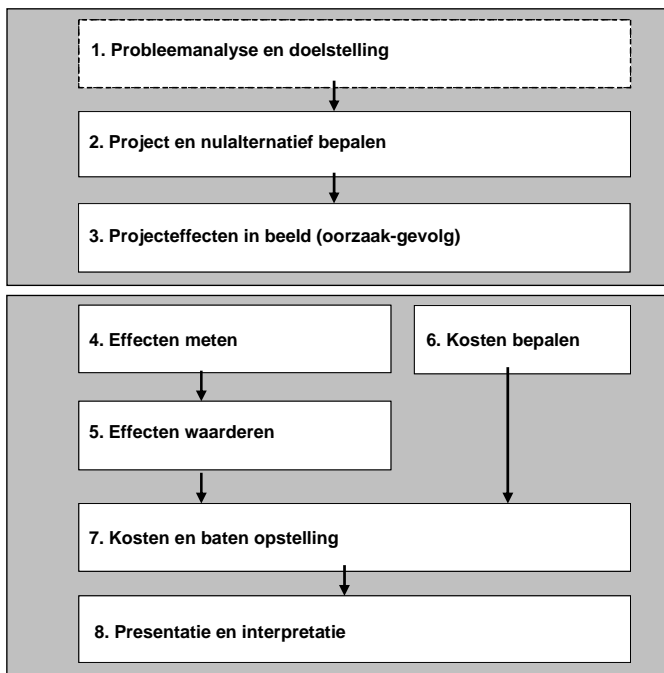 1. Probleemanalyse en doelstelling
2. Project en nulalternatief bepalen
3. Projecteffecten in beeld (oorzaak-gevolg)
4. Effecten meten
6. Kosten bepalen
5. Effecten waarderen
7. Kosten en baten opstelling
8. Presentatie en interpretatie